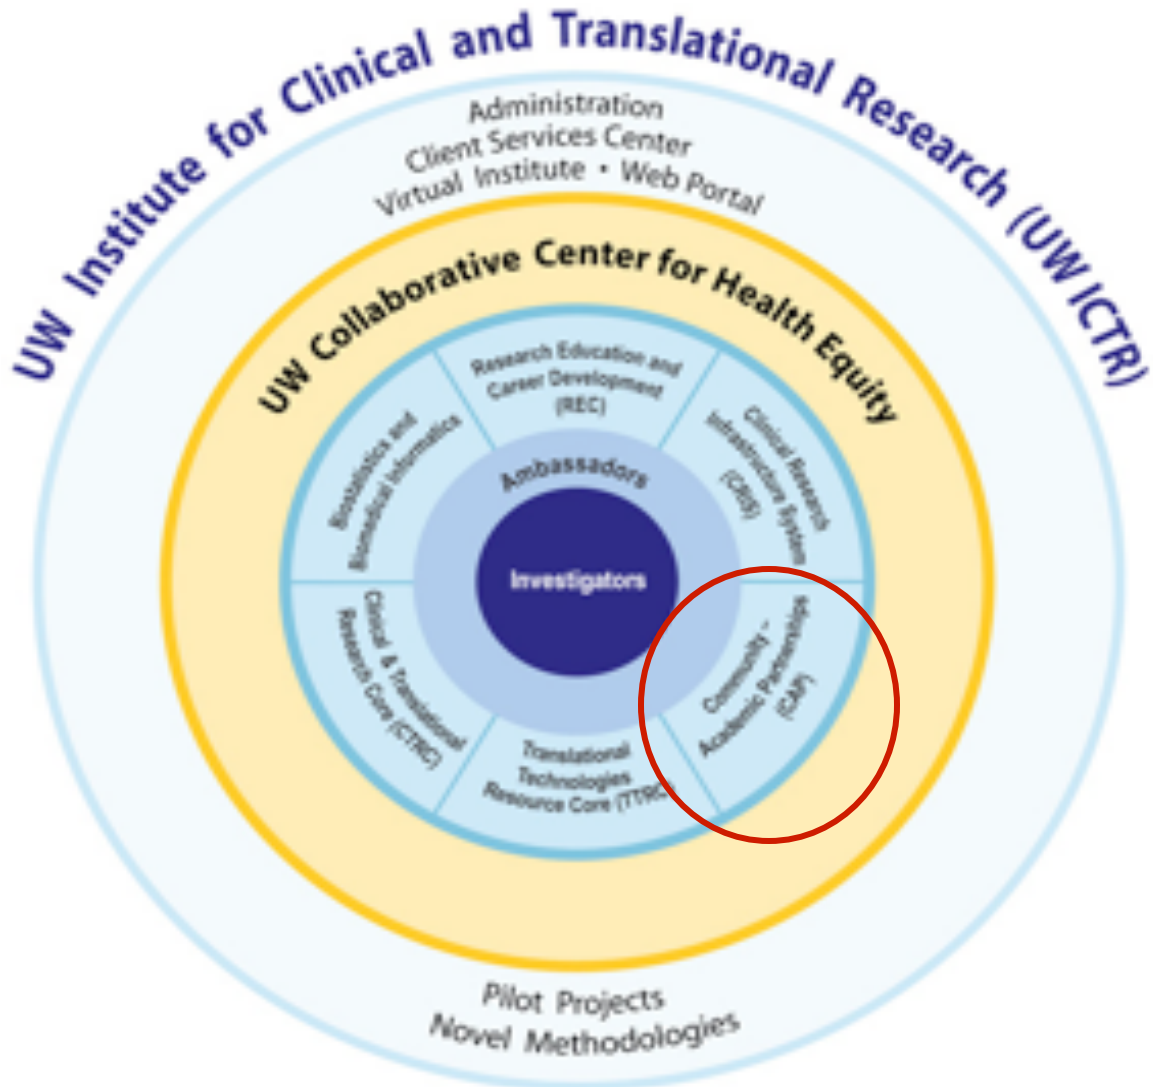 UW Institute for Clinical and Translational Research (UW ICTR)
Administration
Client Services Center
Virtual Institute • Web Portal
UW Collaborative Center for Health Equity
Research Education and
Career Development
(REC)
Clinical Research
Infrastructure System
(CRIS)
Biostatistics and
Biomedical Informatics
Ambassadors
Investigators
Community –
Academic Partnerships
(CAP)
Clinical & Translational
Research Core (CTRC)
Translational
Technologies
Resource Core (TTRC)
Pilot Projects
Novel Methodologies